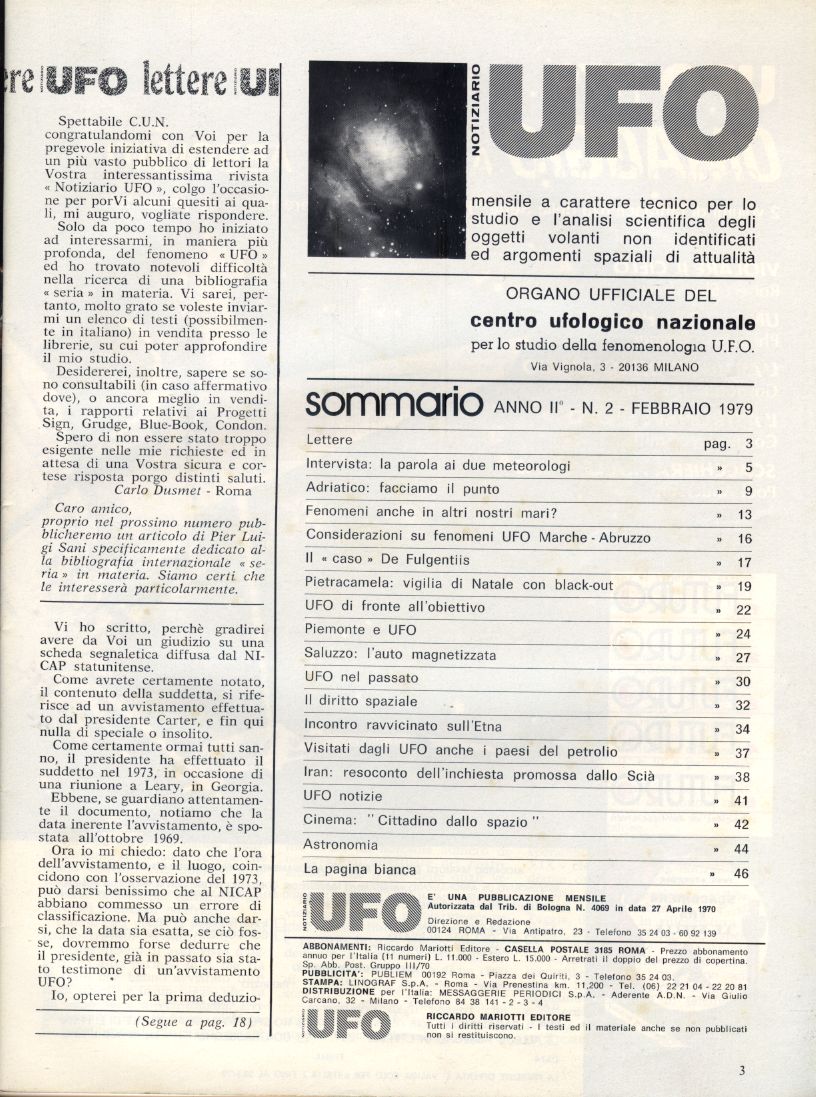 ere UFO lettere UF
Spettabile C.U.N.
congratulandomi con Voi per la
pregevole iniziativa di estendere ad
un più vasto pubblico di lettori la
Vostra interessantissima rivista
« Notiziario UFO », colgo l'occasio-
ne per porVi alcuni quesiti ai qua-
li, mi auguro, vogliate rispondere.
Solo da poco tempo ho iniziato
ad interessarmi, in maniera più
profonda, del fenomeno « UFO »
ed ho trovato notevoli difficoltà
nella ricerca di una bibliografia
« seria » in materia. Vi sarei, per-
tanto, molto grato se voleste inviar-
mi un elenco di testi (possibilmen-
te in italiano) in vendita presso le
librerie, su cui poter approfondire
il mio studio.
Desidererei, inoltre, sapere se so-
no consultabili (in caso affermativo
dove), o ancora meglio in vendi-
ta, i rapporti relativi ai Progetti
Sign, Grudge, Blue-Book, Condon.
Spero di non essere stato troppo
esigente nelle mie richieste ed in
attesa di una Vostra sicura e cor-
tese risposta porgo distinti saluti.
Carlo Dusmet - Roma
Caro amico,
proprio nel prossimo numero pub-
blicheremo un articolo di Pier Lui-
gi Sani specificamente dedicato al-
la bibliografia internazionale « se-
ria » in materia. Siamo certi che
le interesserà particolarmente.
Vi ho scritto, perchè gradirei
avere da Voi un giudizio su una
scheda segnaletica diffusa dal NI-
CAP statunitense.
Come avrete certamente notato,
il contenuto della suddetta, si rife-
risce ad un avvistamento effettua-
to dal presidente Carter, e fin qui
nulla di speciale o insolito.
Come certamente ormai tutti san-
no, il presidente ha effettuato il
suddetto nel 1973, in occasione di
una riunione a Leary, in Georgia.
Ebbene, se guardiano attentamen-
te il documento, notiamo che la
data inerente l'avvistamento, è spo-
stata all'ottobre 1969.
Ora io mi chiedo: dato che l'ora
dell'avvistamento, e il luogo, coin-
cidono con l'osservazione del 1973,
può darsi benissimo che al NICAP
abbiano commesso un errore di
classificazione. Ma può anche dar-
si, che la data sia esatta, se ciò fos-
se, dovremmo forse dedurre che
il presidente, già in passato sia sta-
to testimone di un'avvistamento
UFO?
Io, opterei per la prima deduzio-
(Segue a pag. 18)
NOTIZIARIO UFO
mensile a carattere tecnico per lo
studio e l'analisi scientifica degli
oggetti volanti non identificati
ed argomenti spaziali di attualità
ORGANO UFFICIALE DEL
centro ufologico nazionale
per lo studio della fenomenologia U.F.O.
Via Vignola, 3 - 20136 MILANO
sommario ANNO II° - N. 2 - FEBBRAIO 1979
Lettere pag. 3
Intervista: la parola ai due meteorologi » 5
Adriatico: facciamo il punto » 9
Fenomeni anche in altri nostri mari? » 13
Considerazioni su fenomeni UFO Marche - Abruzzo » 16
Il « caso » De Fulgentiis » 17
Pietracamela: vigilia di Natale con black-out » 19
UFO di fronte all'obiettivo » 22
Piemonte e UFO » 24
Saluzzo: l'auto magnetizzata » 27
UFO nel passato » 30
Il diritto spaziale » 32
Incontro ravvicinato sull'Etna » 34
Visitati dagli UFO anche i paesi del petrolio » 37
Iran: resoconto dell'inchiesta promossa dallo Scià » 38
UFO notizie » 41
Cinema: "Cittadino dallo spazio" » 42
Astronomia » 44
La pagina bianca » 46
NOTIZIARIO UFO
E' UNA PUBBLICAZIONE MENSILE
Autorizzata dal Trib. di Bologna N. 4069 in data 27 Aprile 1970
Direzione e Redazione
00124 ROMA - Via Antipatro, 23 - Telefono 35 24 03 - 60 92 139
ABBONAMENTI: Riccardo Mariotti Editore - CASELLA POSTALE 3185 ROMA - Prezzo abbonamento
annuo per l'Italia (11 numeri) L. 11.000 - Estero L. 15.000 - Arretrati il doppio del prezzo di copertina.
Sp. Abb. Post. Gruppo III/70
PUBBLICITA': PUBLIEM 00192 Roma - Piazza dei Quiriti, 3 - Telefono 35 24 03.
STAMPA: LINOGRAF S.p.A. - Roma - Via Prenestina km. 11,200 - Tel. (06) 22 21 04 - 22 20 81
DISTRIBUZIONE per l'Italia: MESSAGGERIE PERIODICI S.p.A. - Aderente A.D.N. - Via Giulio
Carcano, 32 - Milano - Telefono 84 38 141 - 2 - 3 - 4
NOTIZIARIO UFO
RICCARDO MARIOTTI EDITORE
Tutti i diritti riservati - I testi ed il materiale anche se non pubblicati
non si restituiscono.
3